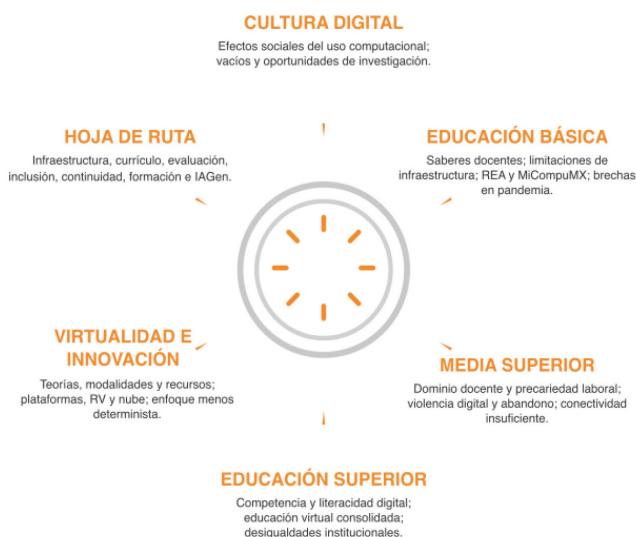 CULTURA DIGITAL
Efectos sociales del uso computacional;
vacíos y oportunidades de investigación.
HOJA DE RUTA
Infraestructura, currículo, evaluación,
inclusión, continuidad, formación e IAGen.
EDUCACIÓN BÁSICA
Saberes docentes; limitaciones de
infraestructura; REA y MiCompuMX; brechas
en pandemia.
VIRTUALIDAD E
INNOVACIÓN
Teorías, modalidades y recursos;
plataformas, RV y nube; enfoque menos
determinista.
MEDIA SUPERIOR
Dominio docente y precariedad laboral;
violencia digital y abandono; conectividad
insuficiente.
EDUCACIÓN SUPERIOR
Competencia y literacidad digital;
educación virtual consolidada;
desigualdades institucionales.